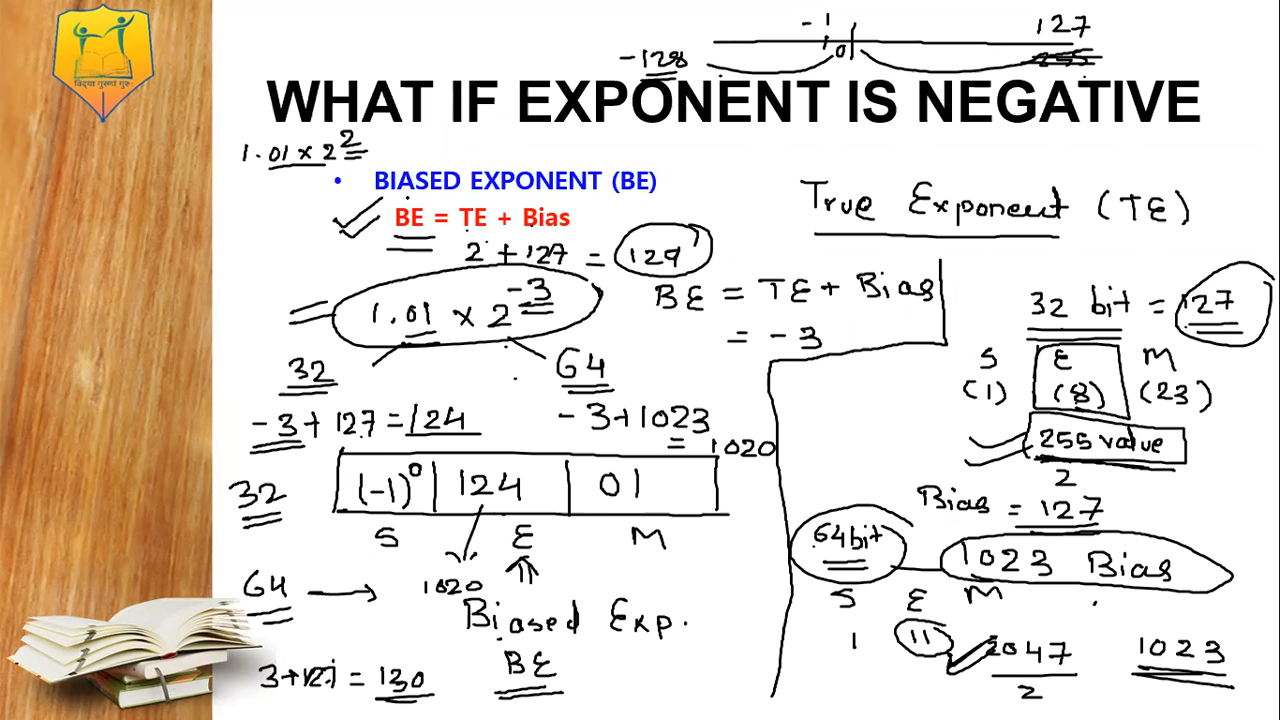 विद्या गुरुणां गुरुः
-1
127
0
-128
255
WHAT IF EXPONENT IS NEGATIVE
1.01 × 2²
• BIASED EXPONENT (BE)
BE = TE + Bias
True Exponent (TE)
2 + 127 = 129
BE = TE + Bias
= -3
1.01 × 2⁻³
32 bit = 127
S E M
(1) (8) (23)
32
64
-3 + 127 = 124
-3 + 1023
= 1020
255 value
2
Bias = 127
32
(-1)⁰ 124 01
S E M
64 bit
1023 Bias
64
1020
Biased Exp.
BE
S E M
1 11 2047
2
1023
3+127 = 130